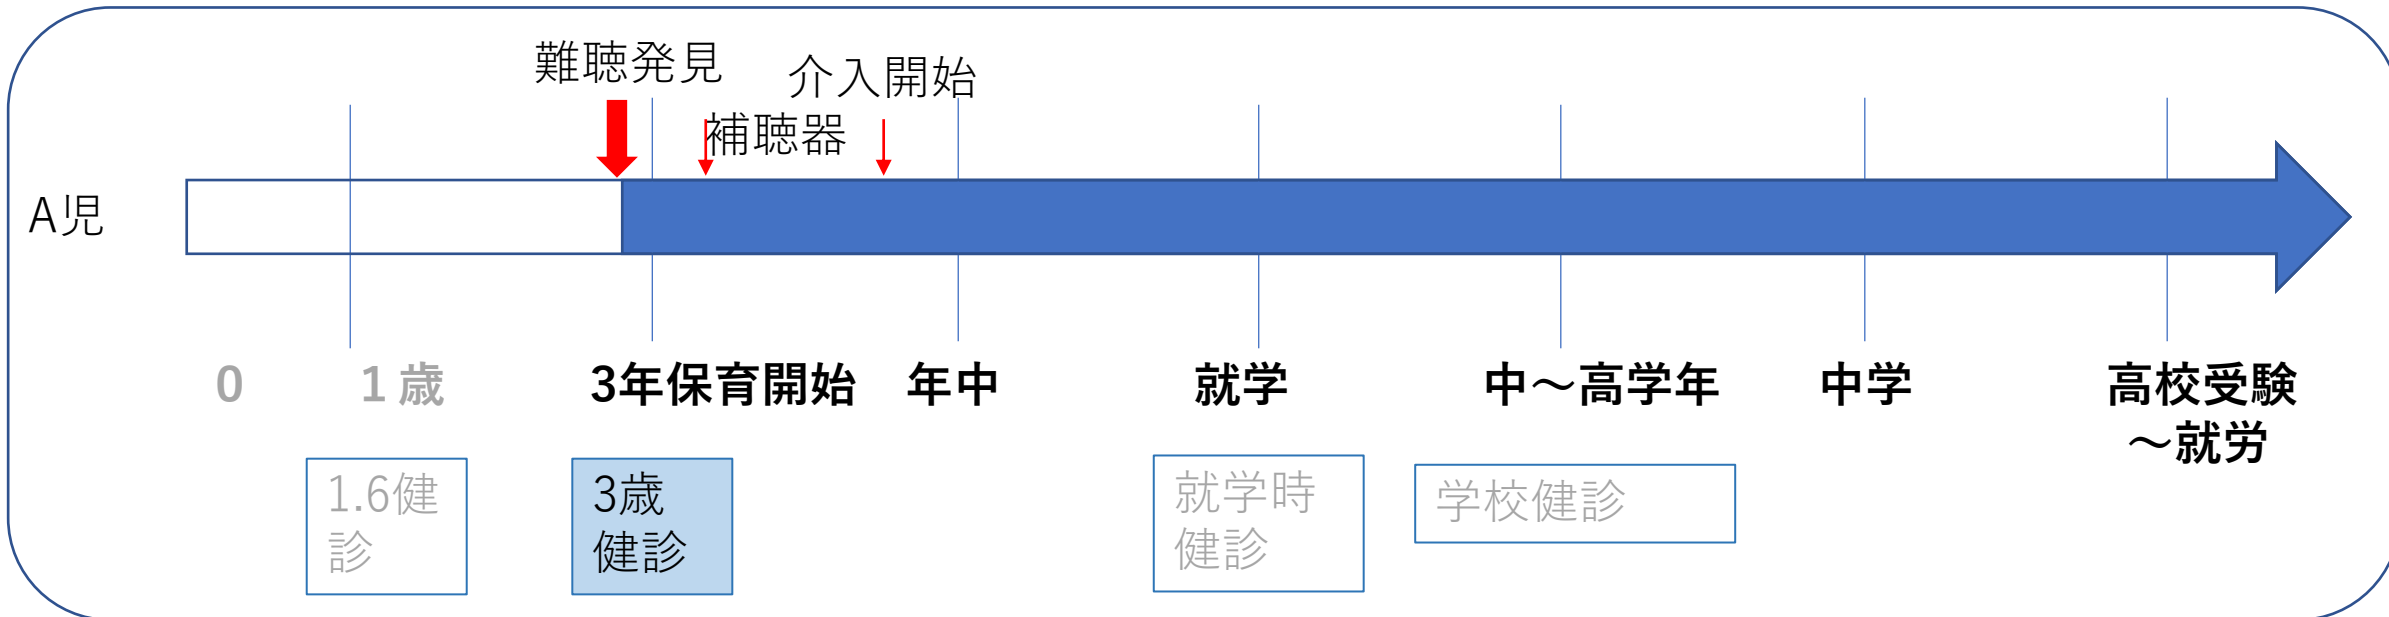 難聴発見
介入開始
補聴器
A児
0
1歳
3年保育開始
年中
就学
中～高学年
中学
高校受験
～就労
1.6健
診
3歳
健診
就学時
健診
学校健診